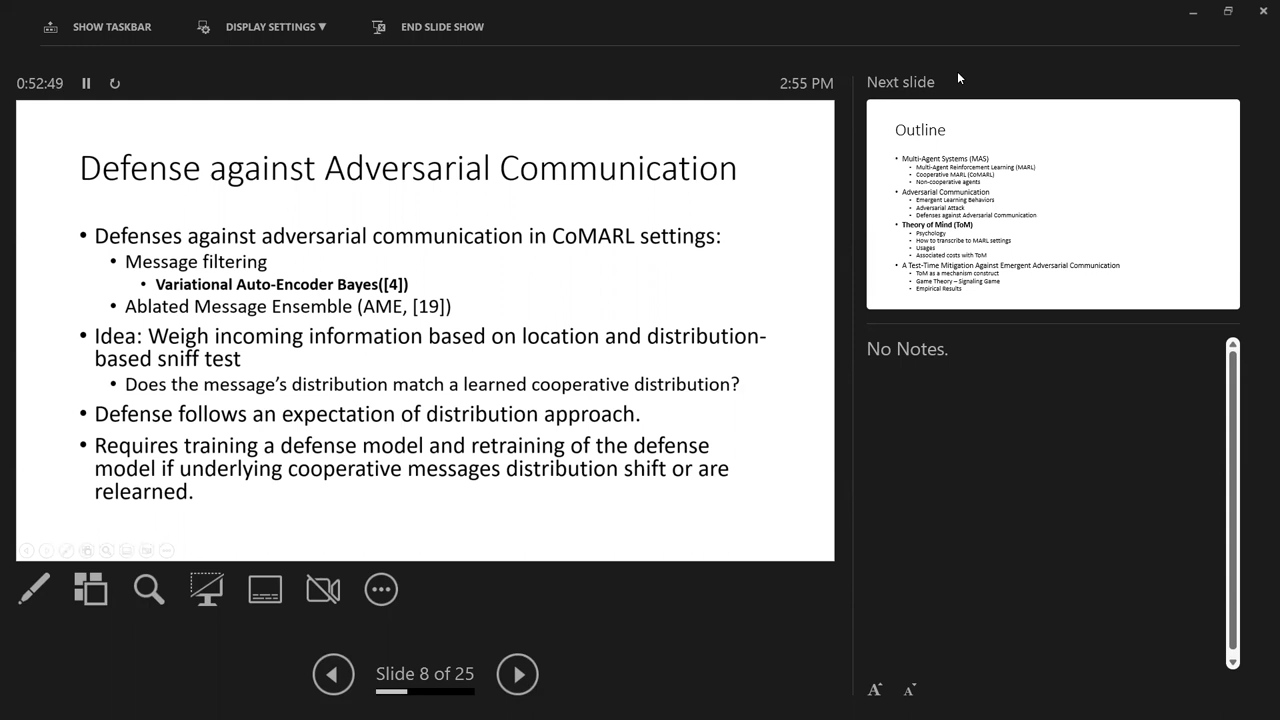 SHOW TASKBAR
DISPLAY SETTINGS ▼
END SLIDE SHOW
0:52:49
2:55 PM
Defense against Adversarial Communication
• Defenses against adversarial communication in CoMARL settings:
• Message filtering
• Variational Auto-Encoder Bayes([4])
• Ablated Message Ensemble (AME, [19])
• Idea: Weigh incoming information based on location and distribution-
based sniff test
• Does the message’s distribution match a learned cooperative distribution?
• Defense follows an expectation of distribution approach.
• Requires training a defense model and retraining of the defense
model if underlying cooperative messages distribution shift or are
relearned.
Slide 8 of 25
Next slide
Outline
• Multi-Agent Systems (MAS)
• Multi-Agent Reinforcement Learning (MARL)
• Cooperative MARL (CoMARL)
• Non-cooperative agents
• Adversarial Communication
• Emergent Learning Behaviors
• Adversarial Attack
• Defenses against Adversarial Communication
• Theory of Mind (ToM)
• Psychology
• How to transcribe to MARL settings
• Usages
• Associated costs with ToM
• A Test-Time Mitigation Against Emergent Adversarial Communication
• ToM as a mechanism construct
• Game Theory – Signaling Game
• Empirical Results
No Notes.
A A